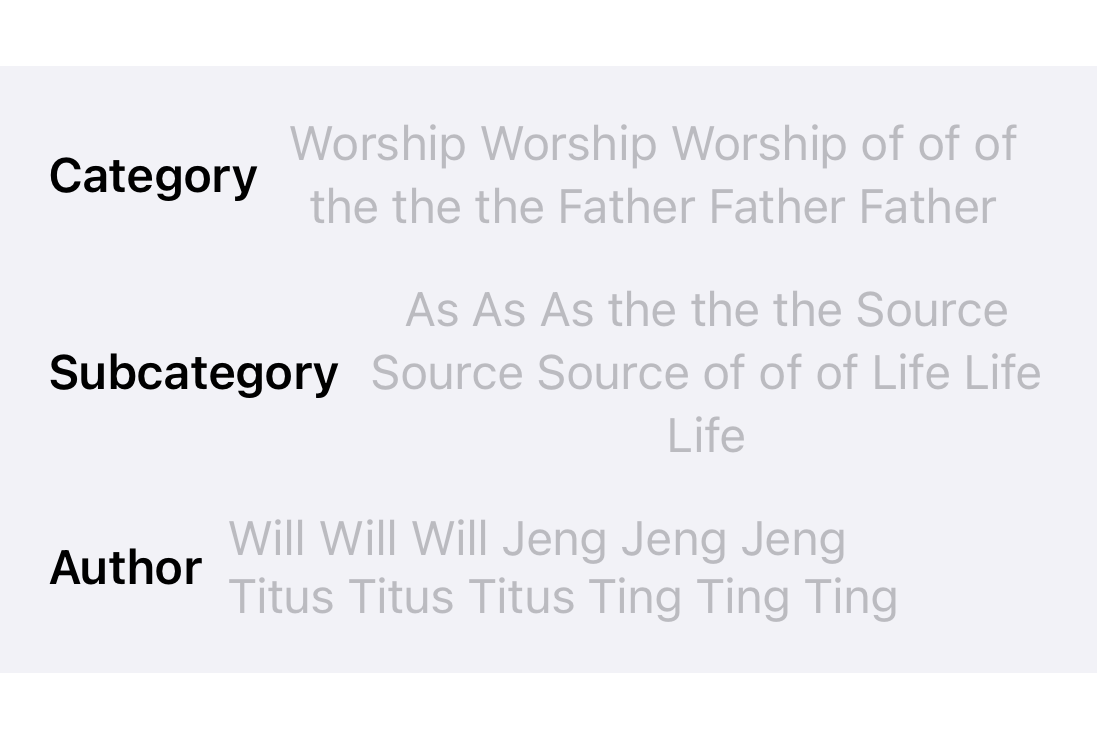 Category
Worship Worship Worship of of of
the the the Father Father Father
Subcategory
As As As the the the Source
Source Source of of of Life Life
Life
Author
Will Will Will Jeng Jeng Jeng
Titus Titus Titus Ting Ting Ting